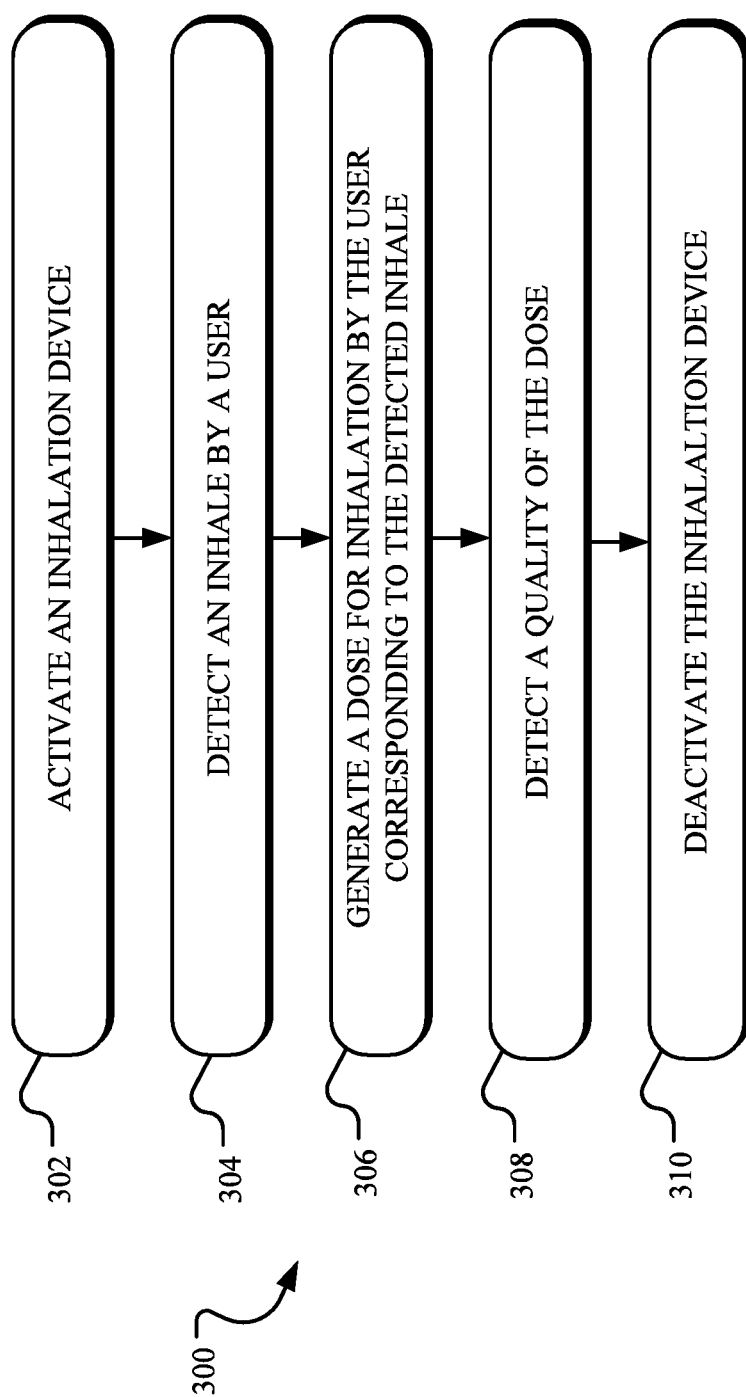 300
302
ACTIVATE AN INHALATION DEVICE
304
DETECT AN INHALE BY A USER
306
GENERATE A DOSE FOR INHALATION BY THE USER
CORRESPONDING TO THE DETECTED INHALE
308
DETECT A QUALITY OF THE DOSE
310
DEACTIVATE THE INHALALTION DEVICE